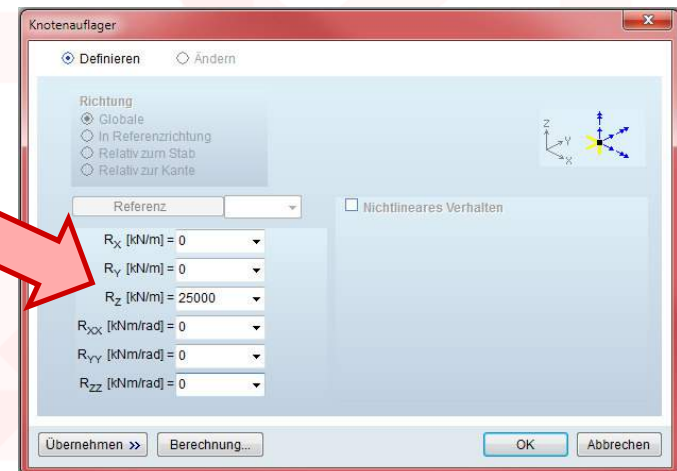 Knotenauflager
Definieren Ändern
Richtung
Globale
In Referenzrichtung
Relativ zum Stab
Relativ zur Kante
Z
Y
X
Referenz
Nichtlineares Verhalten
RX [kN/m] = 0
RY [kN/m] = 0
RZ [kN/m] = 25000
RXX [kNm/rad] = 0
RYY [kNm/rad] = 0
RZZ [kNm/rad] = 0
Übernehmen »
Berechnung...
OK
Abbrechen